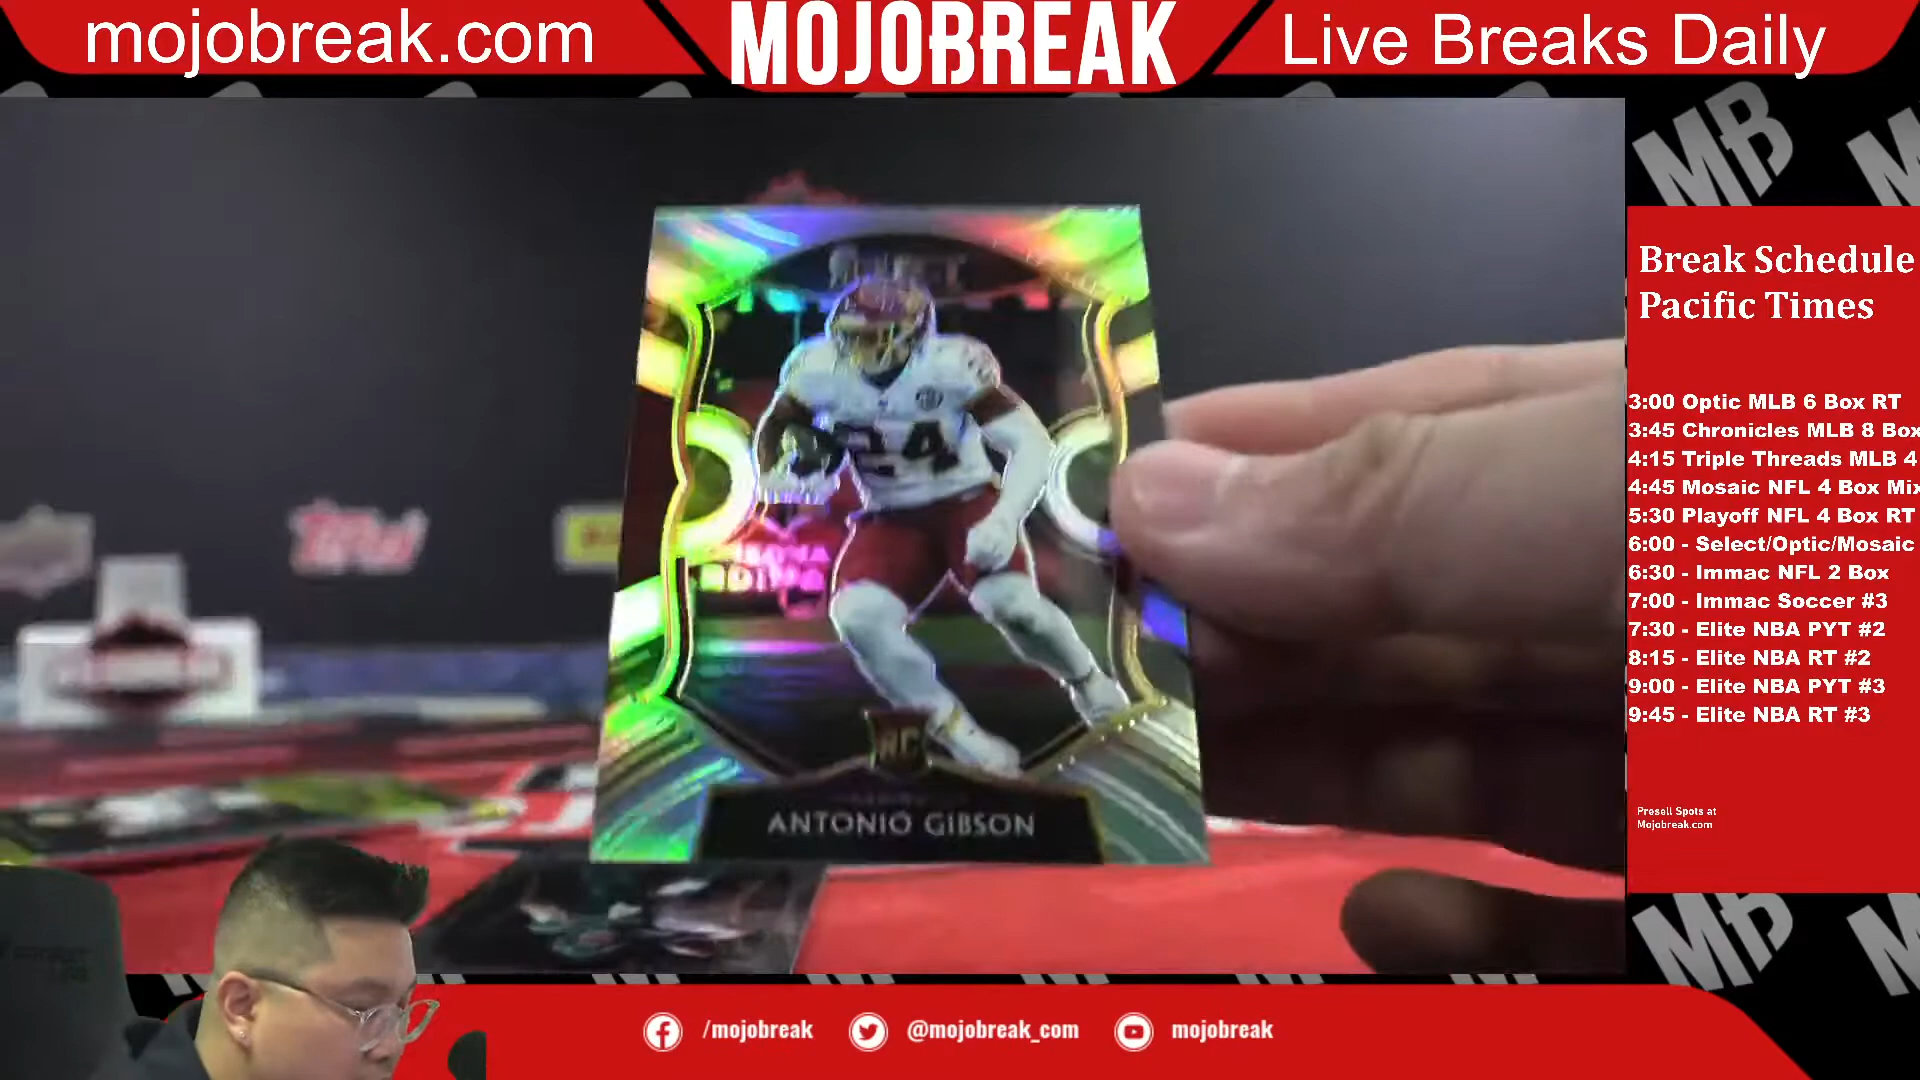 mojobreak.com
MOJOBREAK
Live Breaks Daily
MB
Break Schedule
Pacific Times
3:00 Optic MLB 6 Box RT
3:45 Chronicles MLB 8 Box
4:15 Triple Threads MLB 4
4:45 Mosaic NFL 4 Box Mix
5:30 Playoff NFL 4 Box RT
6:00 - Select/Optic/Mosaic
6:30 - Immac NFL 2 Box
7:00 - Immac Soccer #3
7:30 - Elite NBA PYT #2
8:15 - Elite NBA RT #2
9:00 - Elite NBA PYT #3
9:45 - Elite NBA RT #3
Presell Spots at
Mojobreak.com
SELECT
24
Topps
RC
ANTONIO GIBSON
MB
/mojobreak
@mojobreak_com
mojobreak